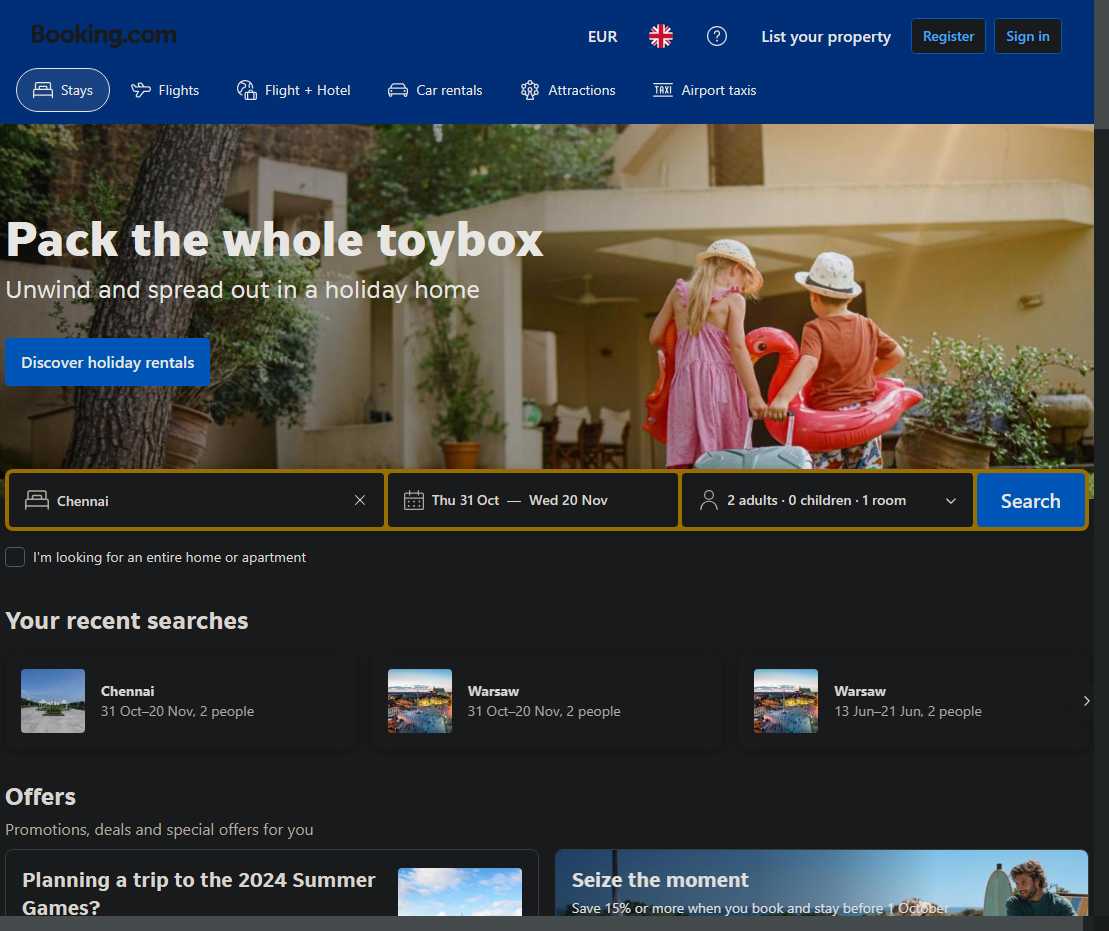 Booking.com
EUR
List your property
Register
Sign in
Stays
Flights
Flight + Hotel
Car rentals
Attractions
TAXI
Airport taxis
Pack the whole toybox
Unwind and spread out in a holiday home
Discover holiday rentals
Chennai
Thu 31 Oct — Wed 20 Nov
2 adults · 0 children · 1 room
Search
I'm looking for an entire home or apartment
Your recent searches
Chennai
31 Oct–20 Nov, 2 people
Warsaw
31 Oct–20 Nov, 2 people
Warsaw
13 Jun–21 Jun, 2 people
Offers
Promotions, deals and special offers for you
Planning a trip to the 2024 Summer
Games?
Seize the moment
Save 15% or more when you book and stay before 1 October